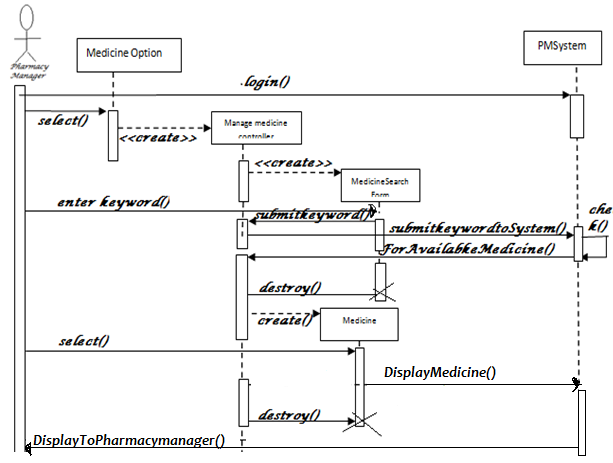 PMSystem
Medicine Option
Pharmacy
Manager
.login()
select()
Manage medicine
controller
<<create>>
<<create>>
MedicineSearch
Form
enter keyword()
submitkeyword()
submitkeywordtoSystem()
che
k()
ForAvailabkeMedicine()
destroy()
create()
Medicine
select()
DisplayMedicine()
destroy()
DisplayToPharmacymanager()